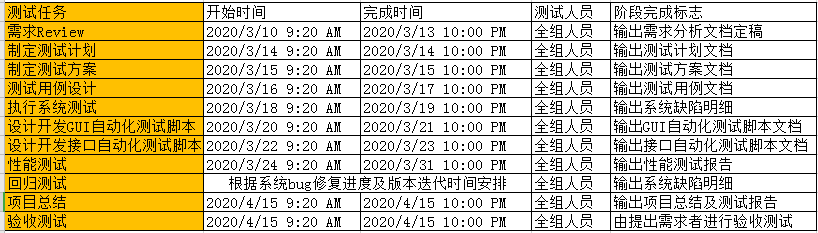 测试任务 开始时间 完成时间 测试人员 阶段完成标志
需求Review 2020/3/10 9:20 AM 2020/3/13 10:00 PM 全组人员 输出需求分析文档定稿
制定测试计划 2020/3/14 9:20 AM 2020/3/14 10:00 PM 全组人员 输出测试计划文档
制定测试方案 2020/3/15 9:20 AM 2020/3/15 10:00 PM 全组人员 输出测试方案文档
测试用例设计 2020/3/16 9:20 AM 2020/3/17 10:00 PM 全组人员 输出测试用例文档
执行系统测试 2020/3/18 9:20 AM 2020/3/19 10:00 PM 全组人员 输出系统缺陷明细
设计开发GUI自动化测试脚本 2020/3/20 9:20 AM 2020/3/21 10:00 PM 全组人员 输出GUI自动化测试脚本文档
设计开发接口自动化测试脚本 2020/3/22 9:20 AM 2020/3/23 10:00 PM 全组人员 输出接口自动化测试脚本文档
性能测试 2020/3/24 9:20 AM 2020/3/31 10:00 PM 全组人员 输出性能测试报告
回归测试 根据系统bug修复进度及版本迭代时间安排 全组人员 输出系统缺陷明细
项目总结 2020/4/15 9:20 AM 2020/4/15 10:00 PM 全组人员 输出项目总结及测试报告
验收测试 2020/4/15 9:20 AM 2020/4/15 10:00 PM 全组人员 由提出需求者进行验收测试